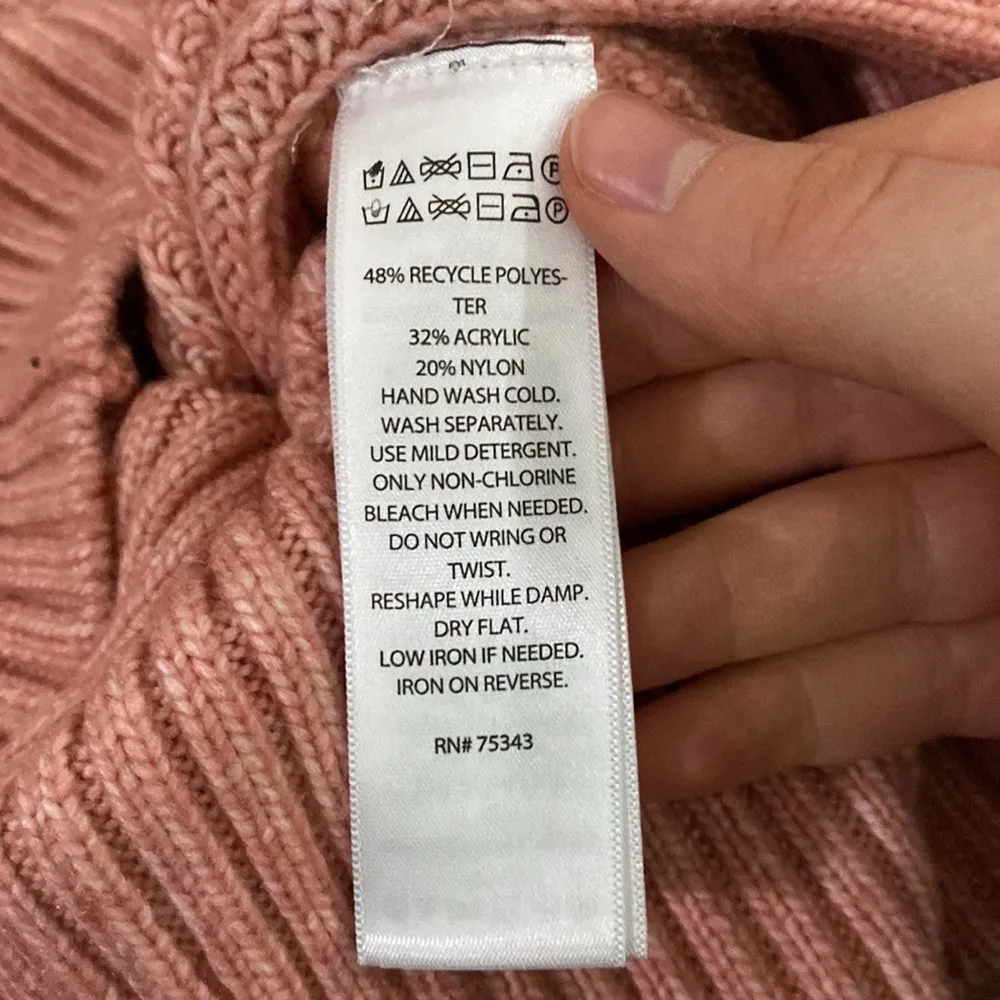 P
P
48% RECYCLE POLYES-
TER
32% ACRYLIC
20% NYLON
HAND WASH COLD.
WASH SEPARATELY.
USE MILD DETERGENT.
ONLY NON-CHLORINE
BLEACH WHEN NEEDED.
DO NOT WRING OR
TWIST.
RESHAPE WHILE DAMP.
DRY FLAT.
LOW IRON IF NEEDED.
IRON ON REVERSE.
RN# 75343